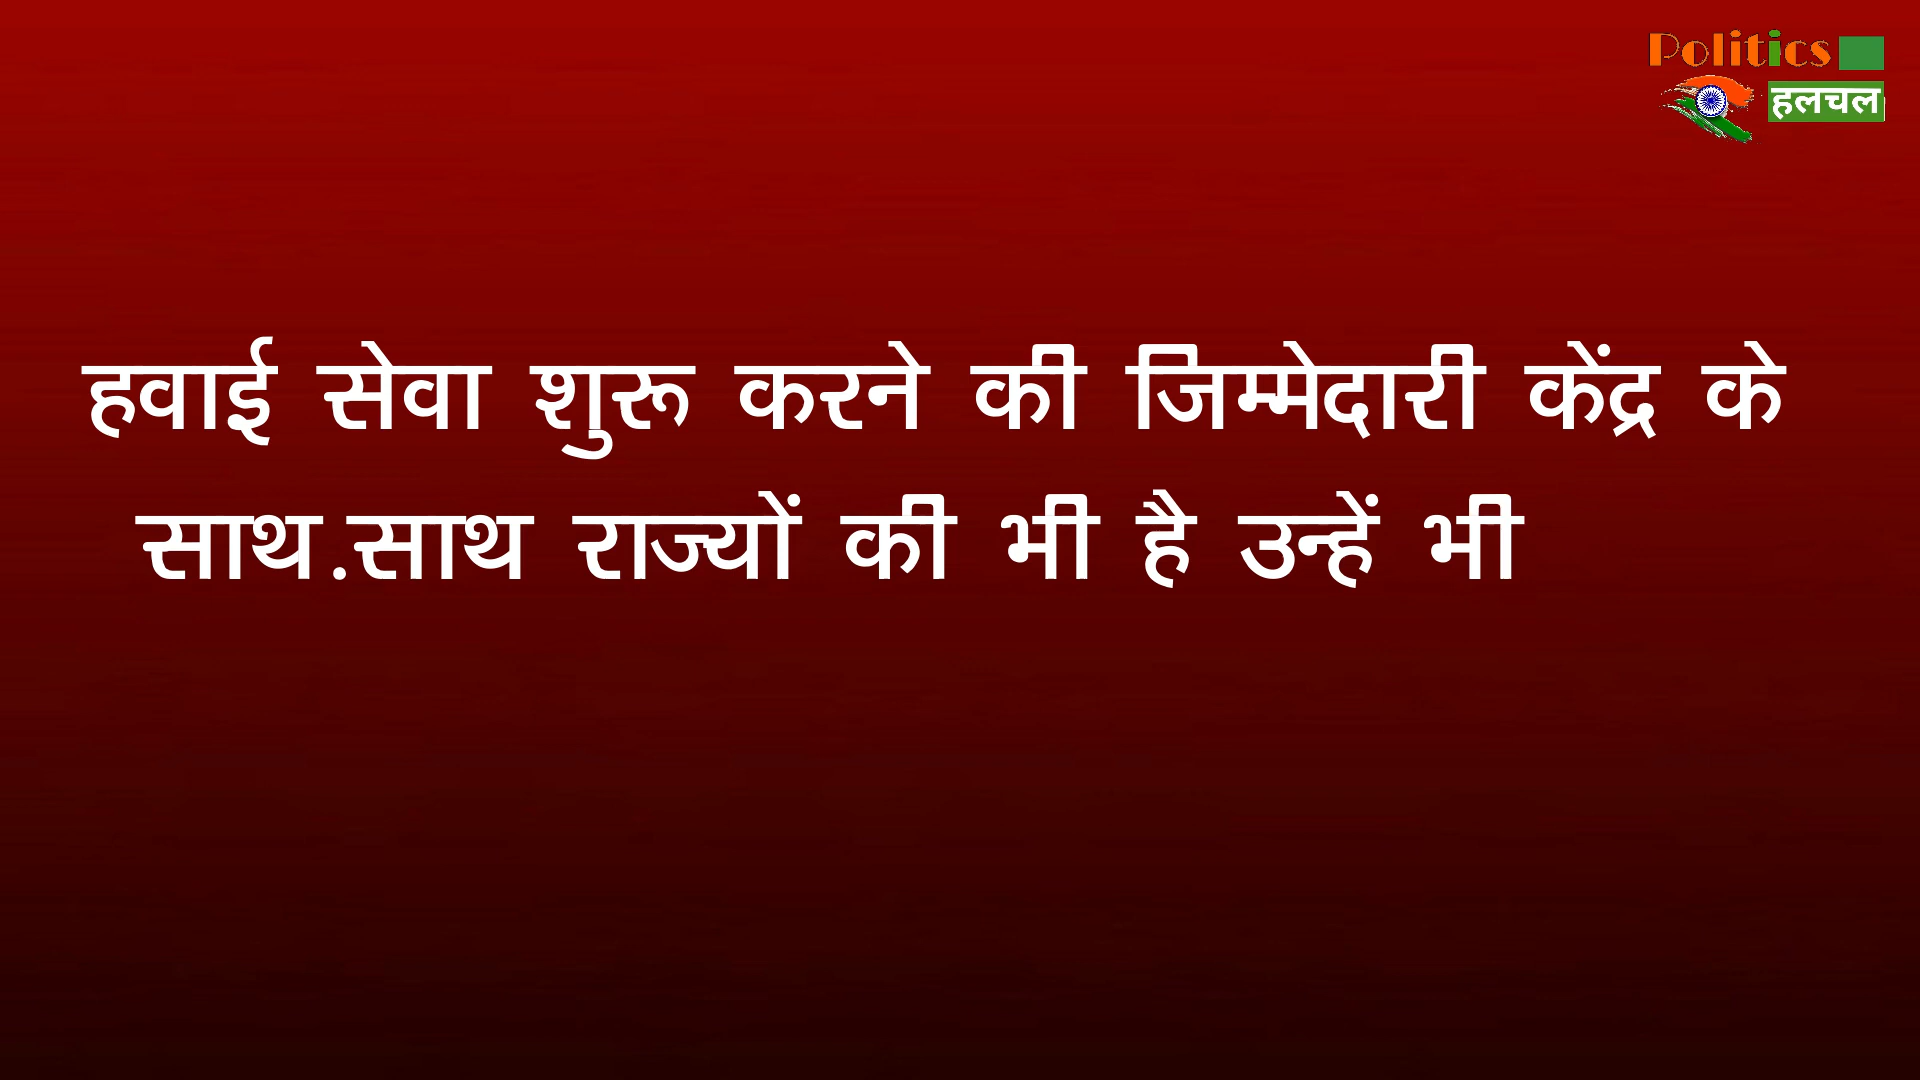 Politics
हलचल
हवाई सेवा शुरू करने की जिम्मेदारी केंद्र के
साथ.साथ राज्यों की भी है उन्हें भी